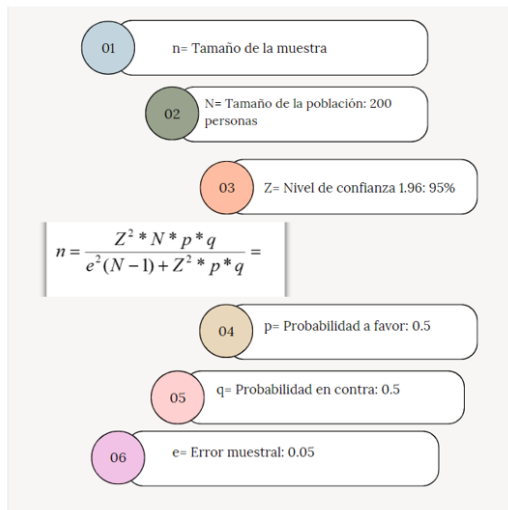 01
n= Tamaño de la muestra
02
N= Tamaño de la población: 200
personas
03
Z= Nivel de confianza 1.96: 95%
n = Z² * N * p * q / e²(N − 1) + Z² * p * q =
04
p= Probabilidad a favor: 0.5
05
q= Probabilidad en contra: 0.5
06
e= Error muestral: 0.05